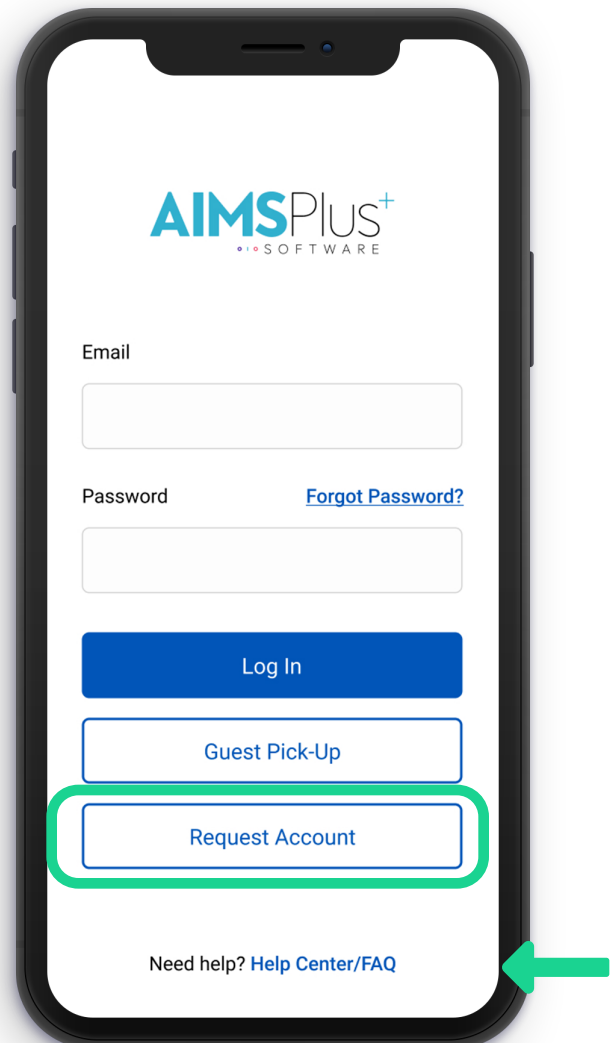 AIMSPlus+
SOFTWARE
Email
Password Forgot Password?
Log In
Guest Pick-Up
Request Account
Need help? Help Center/FAQ